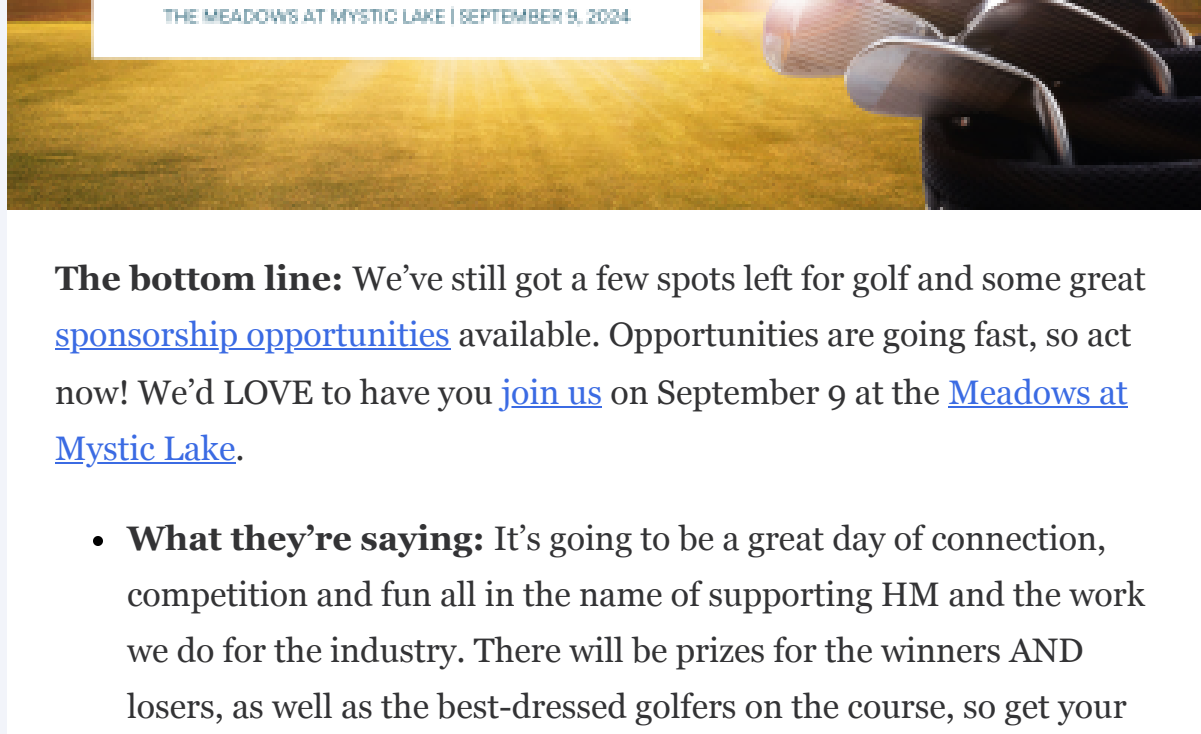 THE MEADOWS AT MYSTIC LAKE | SEPTEMBER 9, 2024
The bottom line: We’ve still got a few spots left for golf and some great
sponsorship opportunities available. Opportunities are going fast, so act
now! We’d LOVE to have you join us on September 9 at the Meadows at
Mystic Lake.
• What they’re saying: It’s going to be a great day of connection,
competition and fun all in the name of supporting HM and the work
we do for the industry. There will be prizes for the winners AND
losers, as well as the best-dressed golfers on the course, so get your